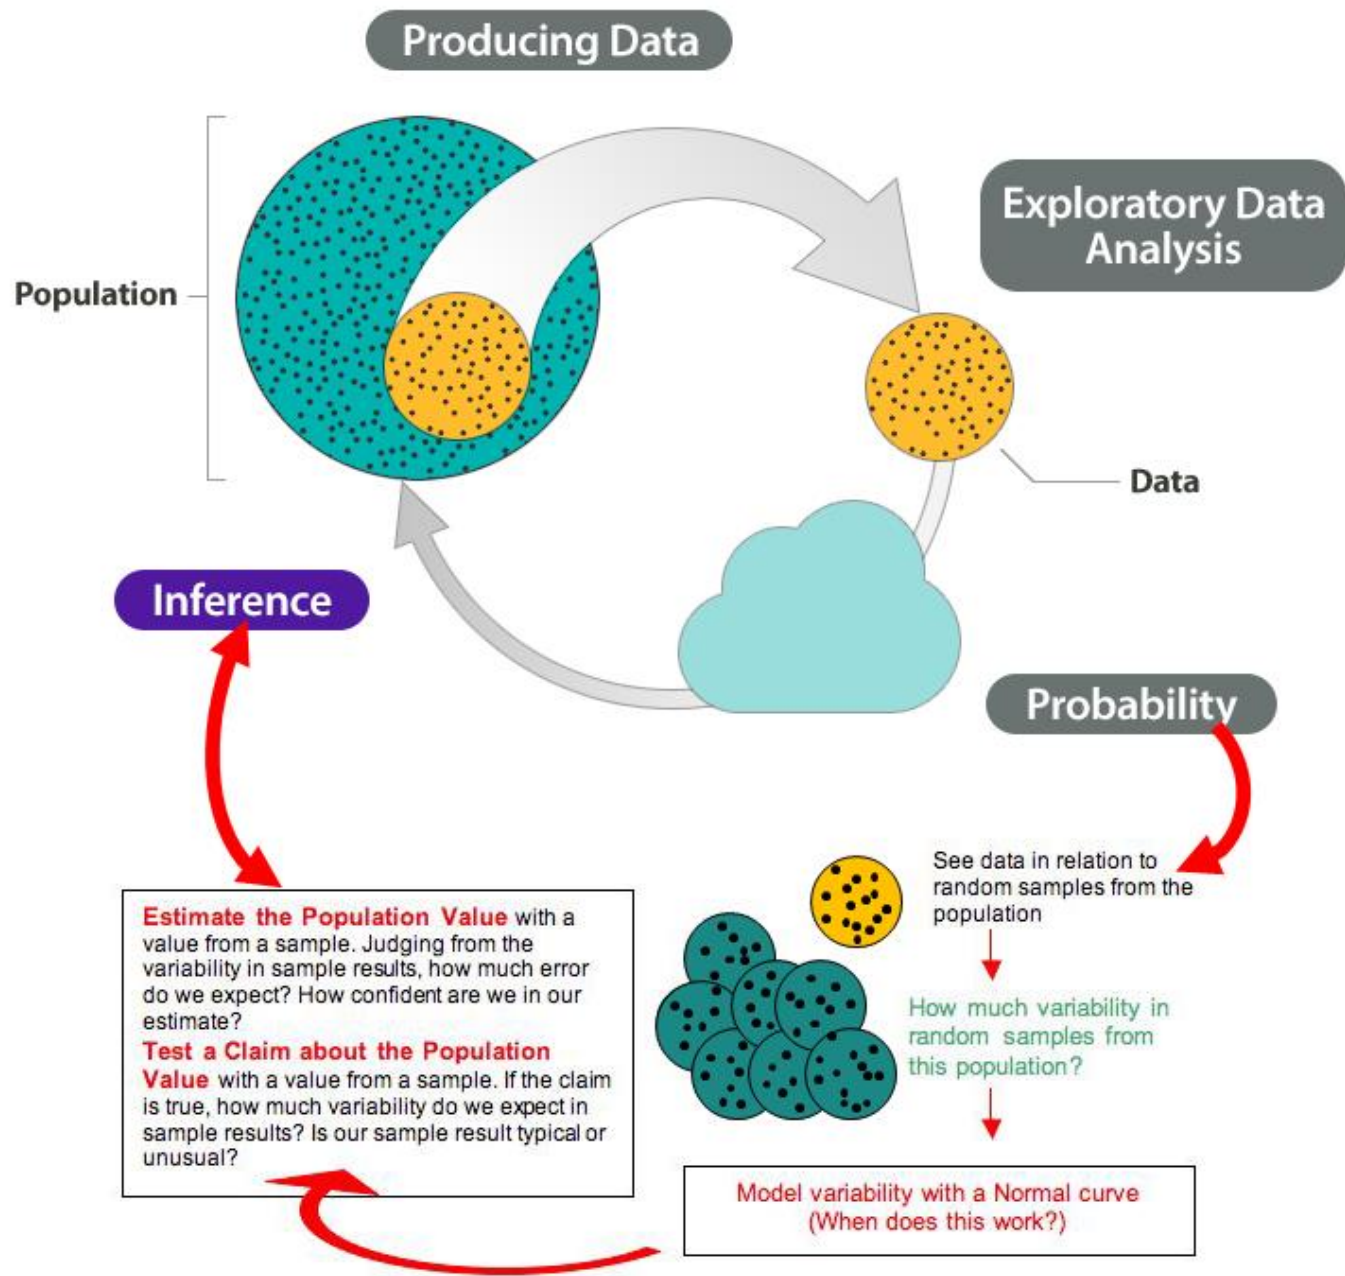 Producing Data
Exploratory Data
Analysis
Population
Data
Inference
Probability
See data in relation to
random samples from the
population
How much variability in
random samples from
this population?
Model variability with a Normal curve
(When does this work?)
Estimate the Population Value with a
value from a sample. Judging from the
variability in sample results, how much error
do we expect? How confident are we in our
estimate?
Test a Claim about the Population
Value with a value from a sample. If the claim
is true, how much variability do we expect in
sample results? Is our sample result typical or
unusual?